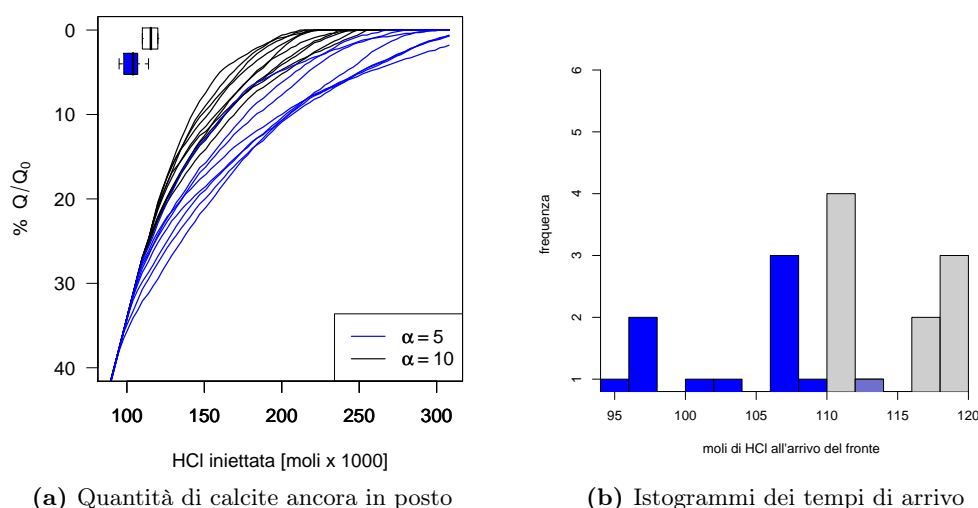 0
10
20
30
40
% Q/Q₀
100 150 200 250 300
HCl iniettata [moli x 1000]
α = 5
α = 10
(a) Quantità di calcite ancora in posto
6
5
4
3
2
1
frequenza
95 100 105 110 115 120
moli di HCl all'arrivo del fronte
(b) Istogrammi dei tempi di arrivo